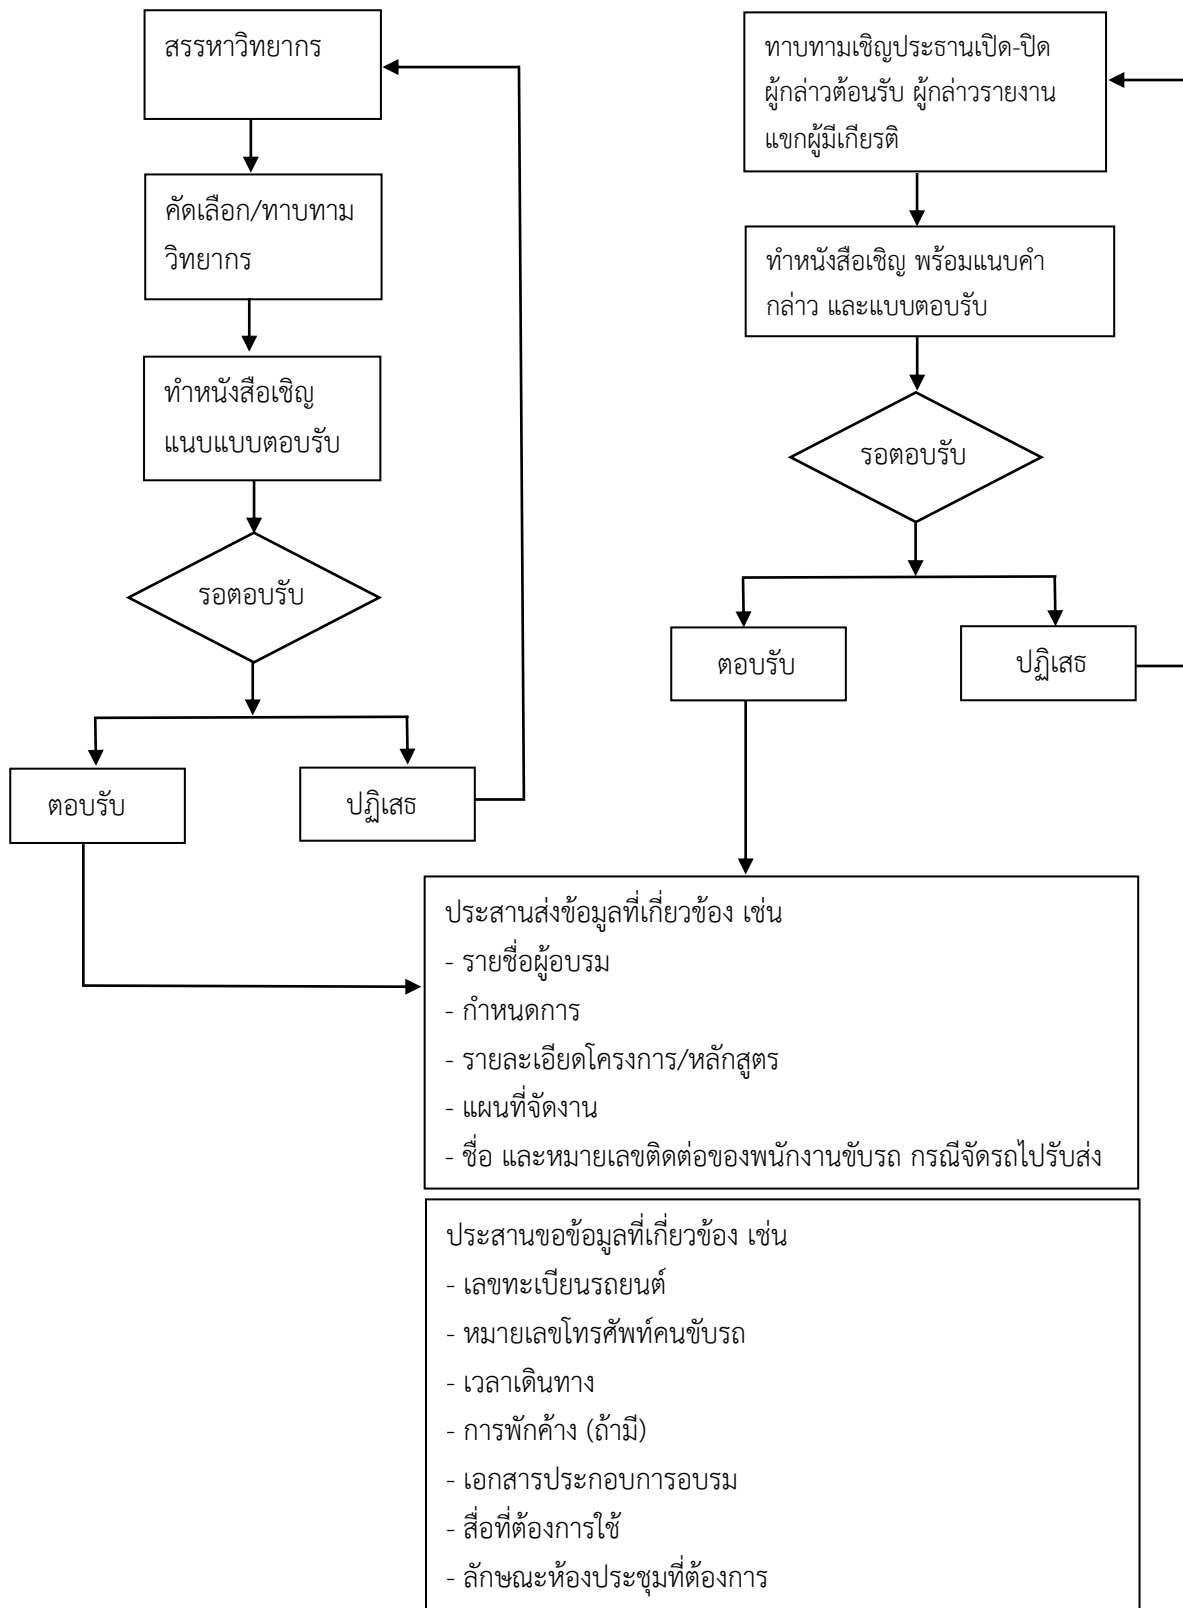 สรรหาวิทยากร
คัดเลือก/ทาบทาม
วิทยากร
ทำหนังสือเชิญ
แนบแบบตอบรับ
รอตอบรับ
ตอบรับ
ปฏิเสธ
ทาบทามเชิญประธานเปิด-ปิด
ผู้กล่าวต้อนรับ ผู้กล่าวรายงาน
แขกผู้มีเกียรติ
ทำหนังสือเชิญ พร้อมแนบคำ
กล่าว และแบบตอบรับ
รอตอบรับ
ตอบรับ
ปฏิเสธ
ประสานส่งข้อมูลที่เกี่ยวข้อง เช่น
- รายชื่อผู้อบรม
- กำหนดการ
- รายละเอียดโครงการ/หลักสูตร
- แผนที่จัดงาน
- ชื่อ และหมายเลขติดต่อของพนักงานขับรถ กรณีจัดรถไปรับส่ง
ประสานขอข้อมูลที่เกี่ยวข้อง เช่น
- เลขทะเบียนรถยนต์
- หมายเลขโทรศัพท์คนขับรถ
- เวลาเดินทาง
- การพักค้าง (ถ้ามี)
- เอกสารประกอบการอบรม
- สื่อที่ต้องการใช้
- ลักษณะห้องประชุมที่ต้องการ